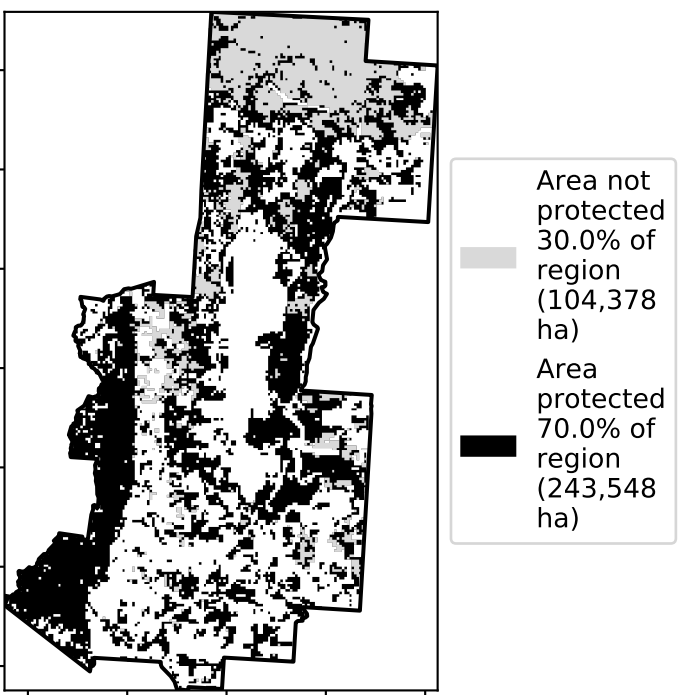 Area not
protected
30.0% of
region
(104,378
ha)
Area
protected
70.0% of
region
(243,548
ha)